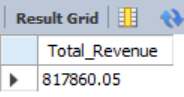 Result Grid
Total_Revenue
817860.05